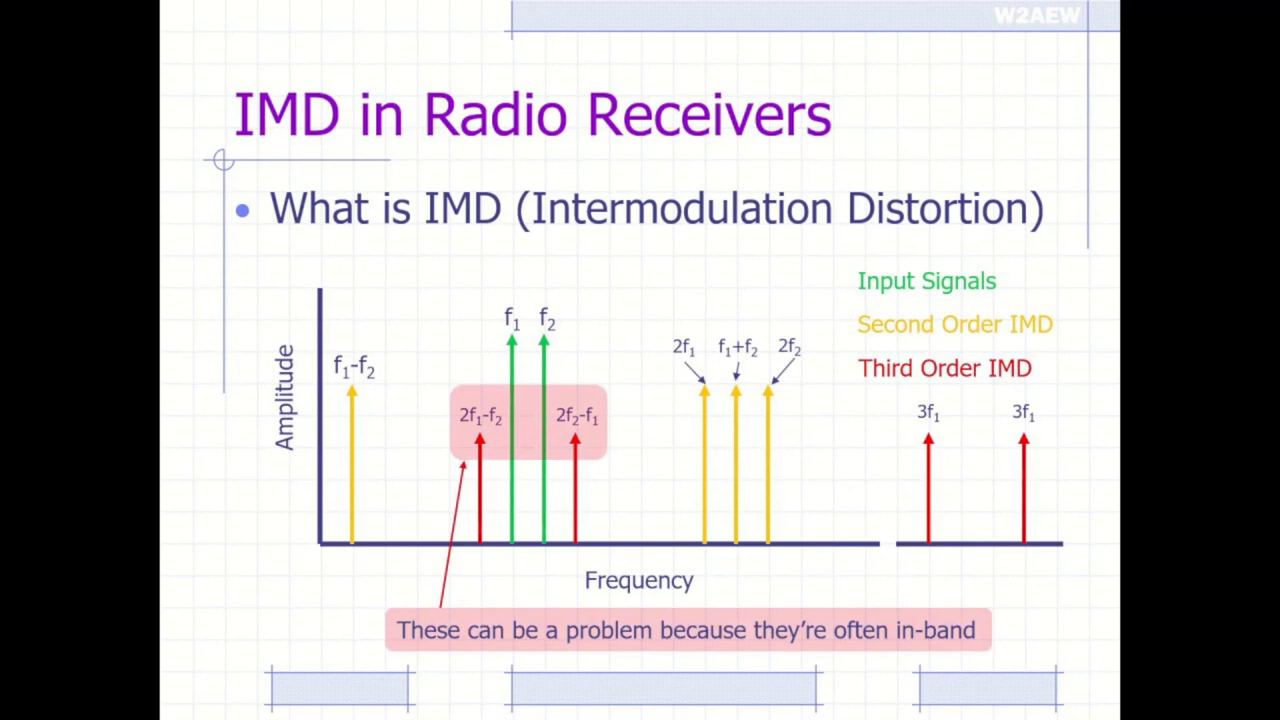 W2AEW
IMD in Radio Receivers
• What is IMD (Intermodulation Distortion)
Input Signals
Second Order IMD
Third Order IMD
Amplitude
f₁-f₂
2f₁-f₂
f₁
f₂
2f₂-f₁
2f₁
f₁+f₂
2f₂
3f₁
3f₁
Frequency
These can be a problem because they’re often in-band